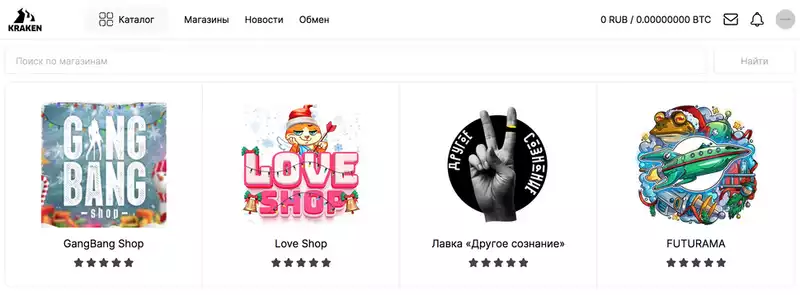 KRAKEN
Каталог
Магазины
Новости
Обмен
0 RUB / 0.00000000 BTC
Поиск по магазинам
Найти
GANG
BANG
shop
LOVE
SHOP
ДРУГОЕ
СОЗНАНИЕ
GangBang Shop
Love Shop
Лавка «Другое сознание»
FUTURAMA